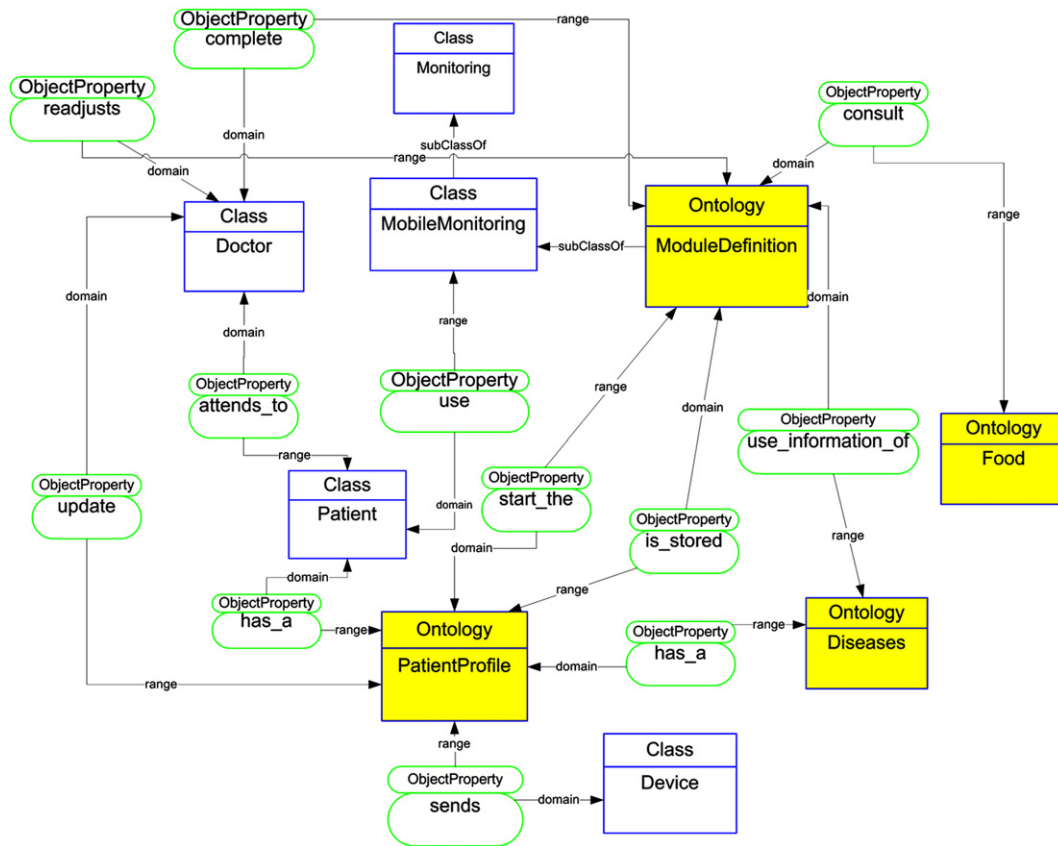 ObjectProperty
complete
range
Class
Monitoring
ObjectProperty
readjusts
ObjectProperty
consult
domain
domain
subClassOf
range
domain
domain
Class
Doctor
Class
MobileMonitoring
Ontology
ModuleDefinition
range
subClassOf
domain
domain
domain
range
range
ObjectProperty
attends_to
ObjectProperty
use
domain
ObjectProperty
use_information_of
Ontology
Food
range
ObjectProperty
update
Class
Patient
domain
ObjectProperty
start_the
ObjectProperty
is_stored
range
domain
domain
range
ObjectProperty
has_a
range
Ontology
PatientProfile
ObjectProperty
has_a
range
Ontology
Diseases
domain
range
range
Class
Device
ObjectProperty
sends
domain